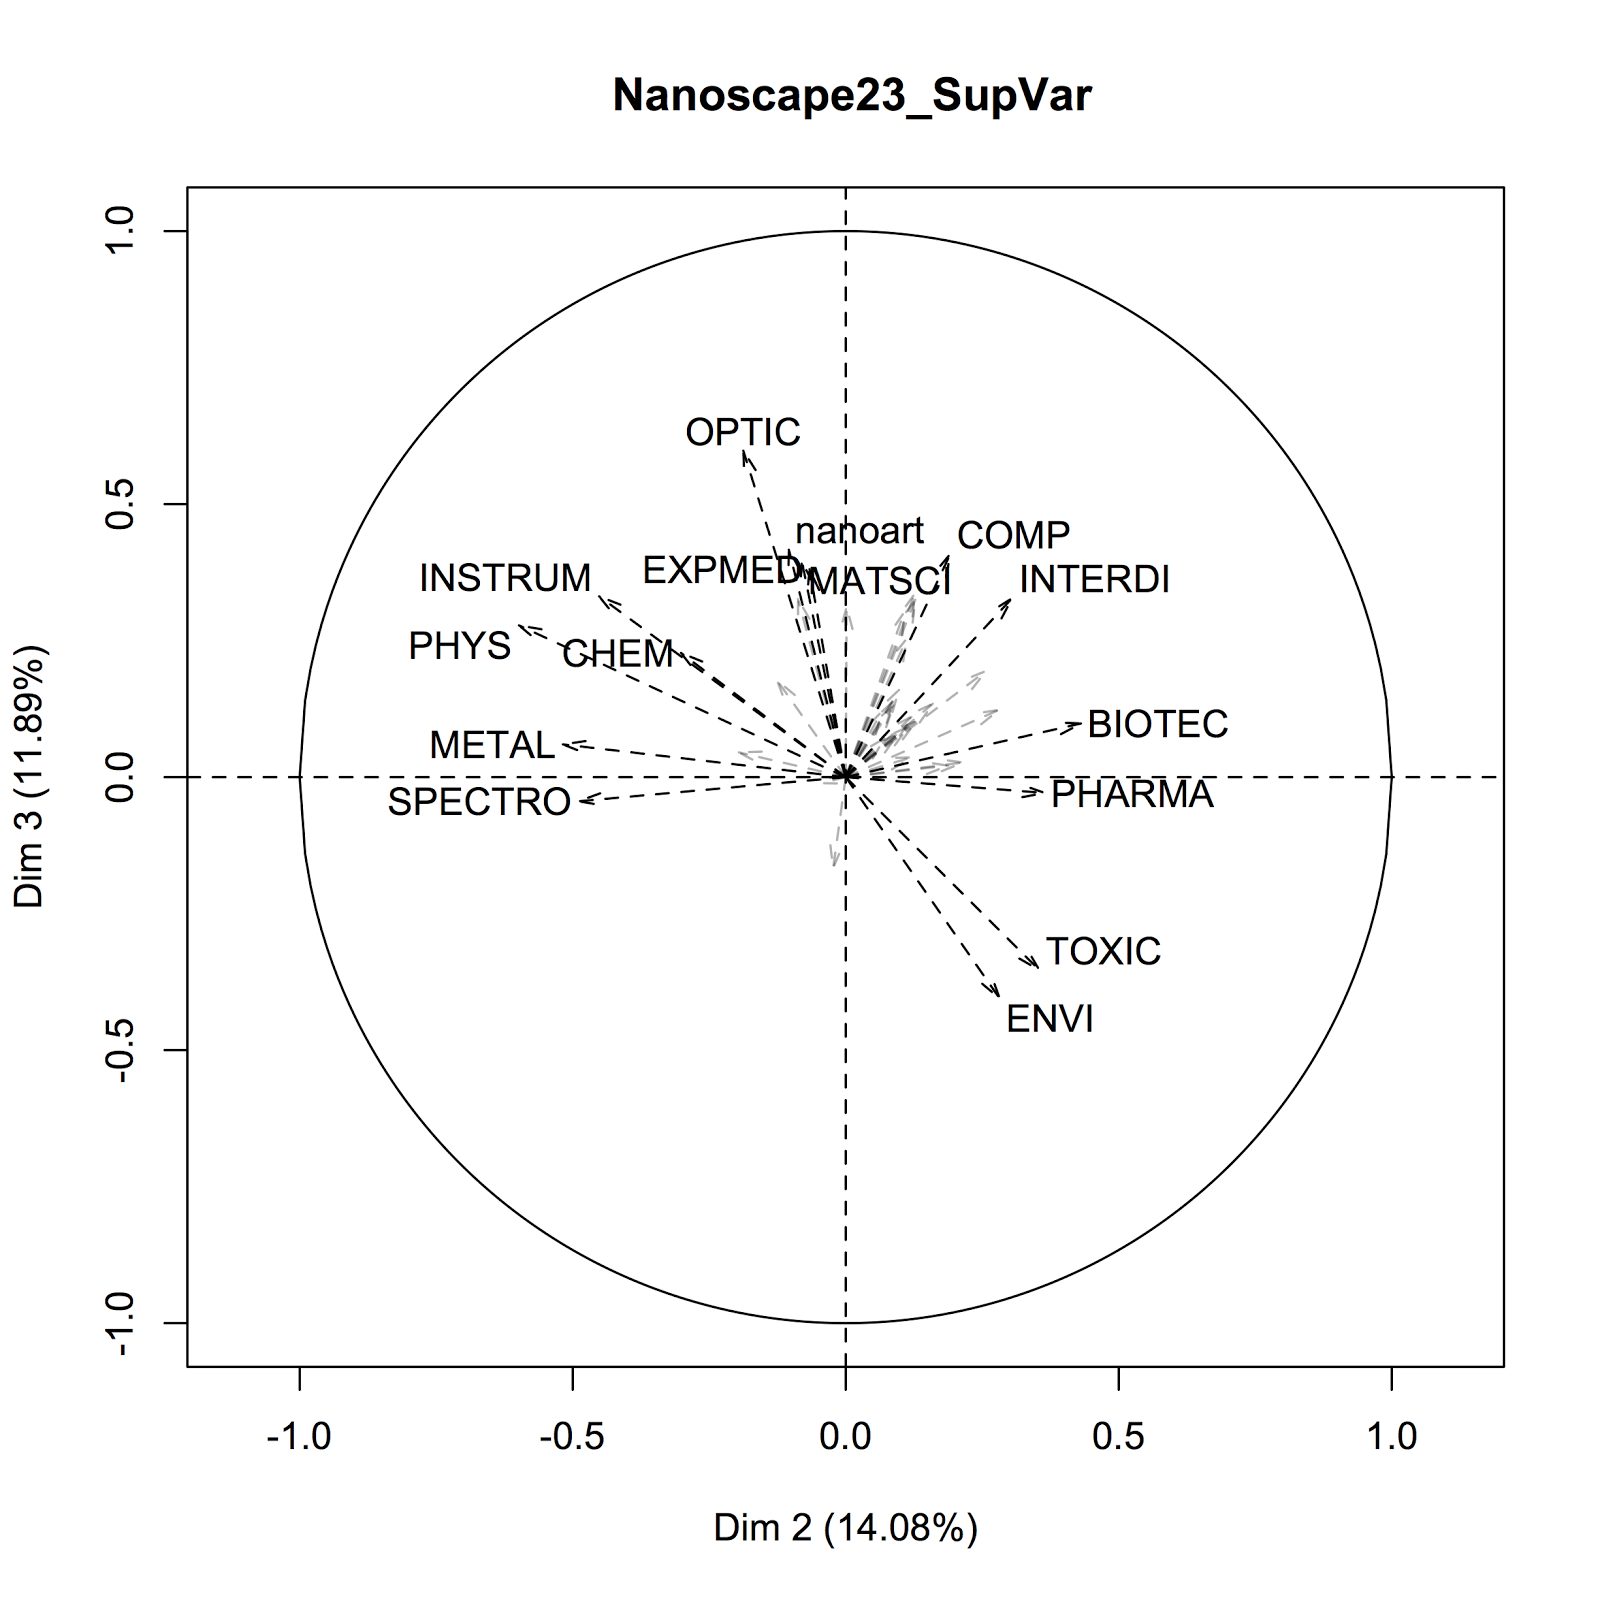 Nanoscape23_SupVar
1.0
0.5
0.0
-0.5
-1.0
Dim 3 (11.89%)
OPTIC
nanoart
COMP
EXPMED
MATSCI
INSTRUM
INTERDI
PHYS
CHEM
BIOTEC
METAL
PHARMA
SPECTRO
TOXIC
ENVI
-1.0
-0.5
0.0
0.5
1.0
Dim 2 (14.08%)